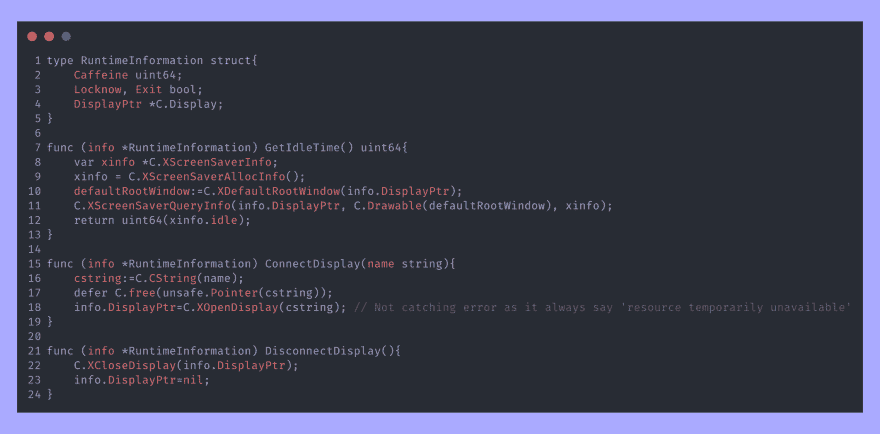 1 type RuntimeInformation struct{
2     Caffeine uint64;
3     Locknow, Exit bool;
4     DisplayPtr *C.Display;
5 }
6
7 func (info *RuntimeInformation) GetIdleTime() uint64{
8     var xinfo *C.XScreenSaverInfo;
9     xinfo = C.XScreenSaverAllocInfo();
10     defaultRootWindow:=C.XDefaultRootWindow(info.DisplayPtr);
11     C.XScreenSaverQueryInfo(info.DisplayPtr, C.Drawable(defaultRootWindow), xinfo);
12     return uint64(xinfo.idle);
13 }
14
15 func (info *RuntimeInformation) ConnectDisplay(name string){
16     cstring:=C.CString(name);
17     defer C.free(unsafe.Pointer(cstring));
18     info.DisplayPtr=C.XOpenDisplay(cstring); // Not catching error as it always say 'resource temporarily unavailable'
19 }
20
21 func (info *RuntimeInformation) DisconnectDisplay(){
22     C.XCloseDisplay(info.DisplayPtr);
23     info.DisplayPtr=nil;
24 }